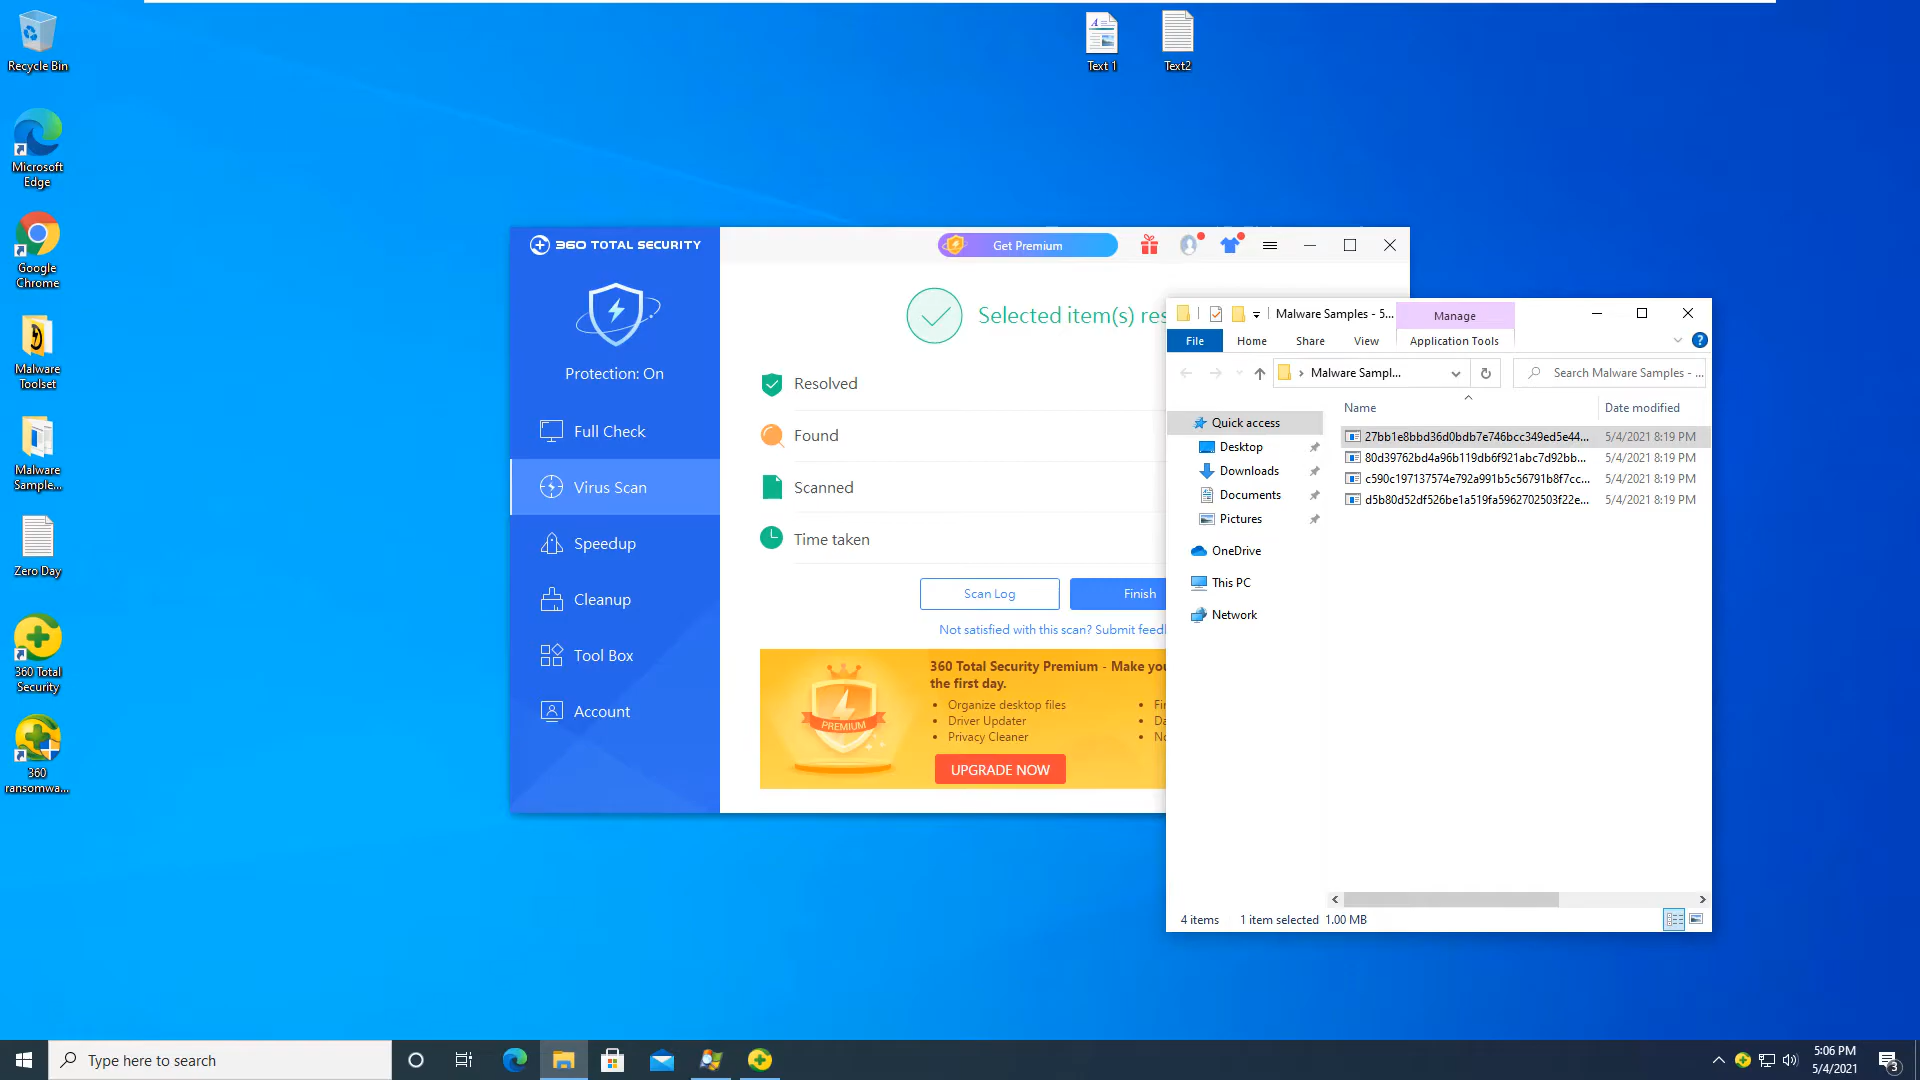 Recycle Bin
Microsoft
Edge
Google
Chrome
Malware
Toolset
Malware
Sample...
Zero Day
360 Total
Security
360
ransomwa...
Text 1
Text2
360 TOTAL SECURITY
Get Premium
Protection: On
Full Check
Virus Scan
Speedup
Cleanup
Tool Box
Account
Selected item(s) res
Resolved
Found
Scanned
Time taken
Scan Log
Finish
Not satisfied with this scan? Submit feed
360 Total Security Premium - Make you
the first day.
Organize desktop files
Driver Updater
Privacy Cleaner
Fir
Da
No
PREMIUM
UPGRADE NOW
Malware Samples - 5...
Manage
File
Home
Share
View
Application Tools
Malware Sampl...
Search Malware Samples - ...
Name
Date modified
Quick access
Desktop
Downloads
Documents
Pictures
OneDrive
This PC
Network
27bb1e8bbd36d0bdb7e746bcc349ed5e44... 5/4/2021 8:19 PM
80d39762bd4a96b119db6f921abc7d92bb... 5/4/2021 8:19 PM
c590c197137574e792a991b5c56791b8f7cc... 5/4/2021 8:19 PM
d5b80d52df526be1a519fa5962702503f22e... 5/4/2021 8:19 PM
4 items
1 item selected 1.00 MB
Type here to search
5:06 PM
5/4/2021
3